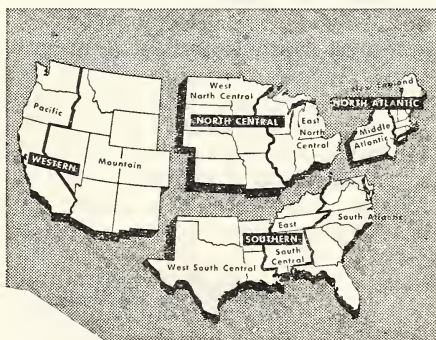 West
North Central
NORTH CENTRAL
East
North
Central
New England
NORTH ATLANTIC
Middle
Atlantic
Pacific
WESTERN
Mountain
South Atlantic
East
SOUTHERN
South
Central
West South Central